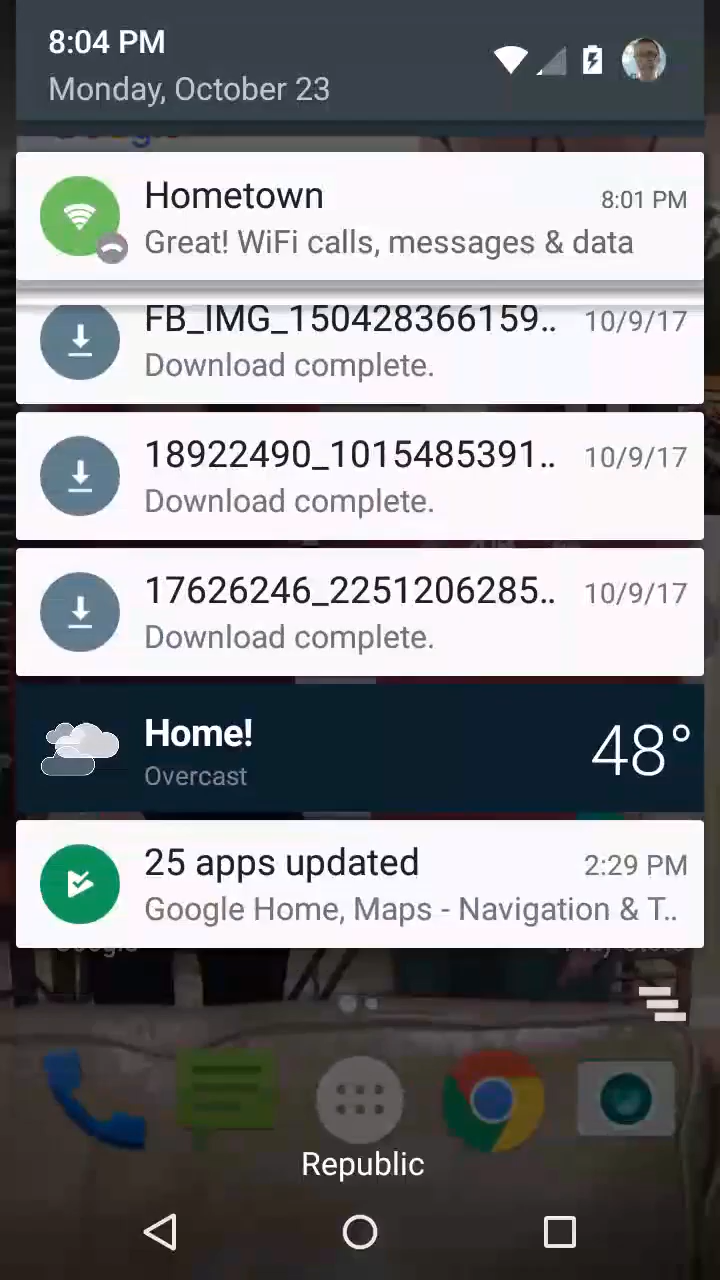 8:04 PM
Monday, October 23
Hometown 8:01 PM
Great! WiFi calls, messages & data
FB_IMG_150428366159.. 10/9/17
Download complete.
18922490_1015485391.. 10/9/17
Download complete.
17626246_2251206285.. 10/9/17
Download complete.
Home! 48°
Overcast
25 apps updated 2:29 PM
Google Home, Maps - Navigation & T..
Republic